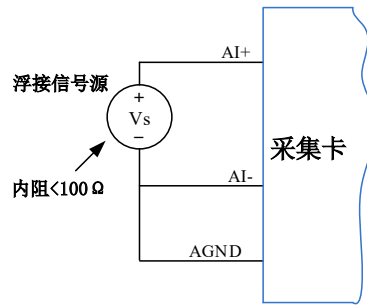 AI+
浮接信号源
+
Vs
−
采集卡
内阻<100Ω
AI-
AGND